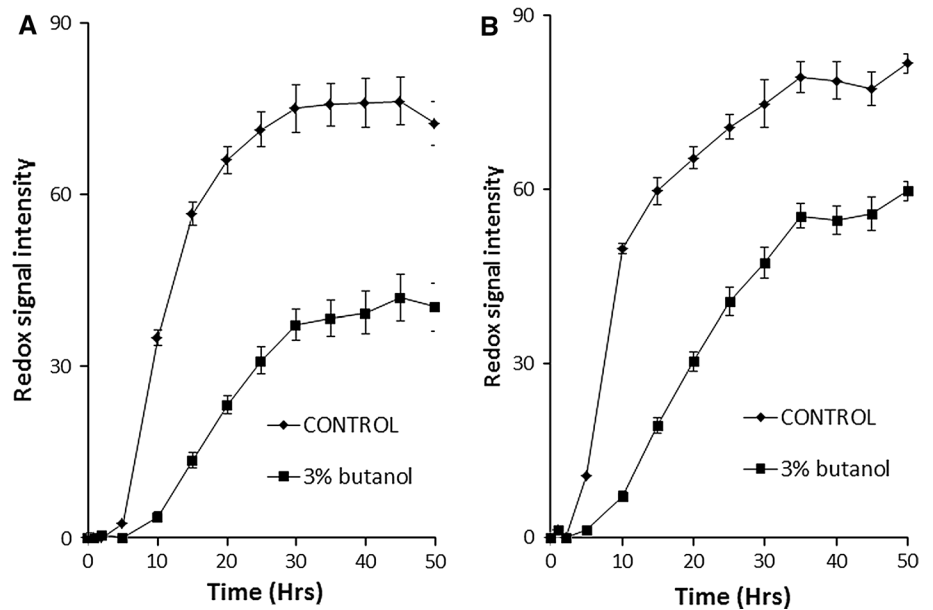 A
90
60
30
0
Redox signal intensity
CONTROL
3% butanol
0 10 20 30 40 50
Time (Hrs)
B
90
60
30
0
Redox signal intensity
CONTROL
3% butanol
0 10 20 30 40 50
Time (Hrs)